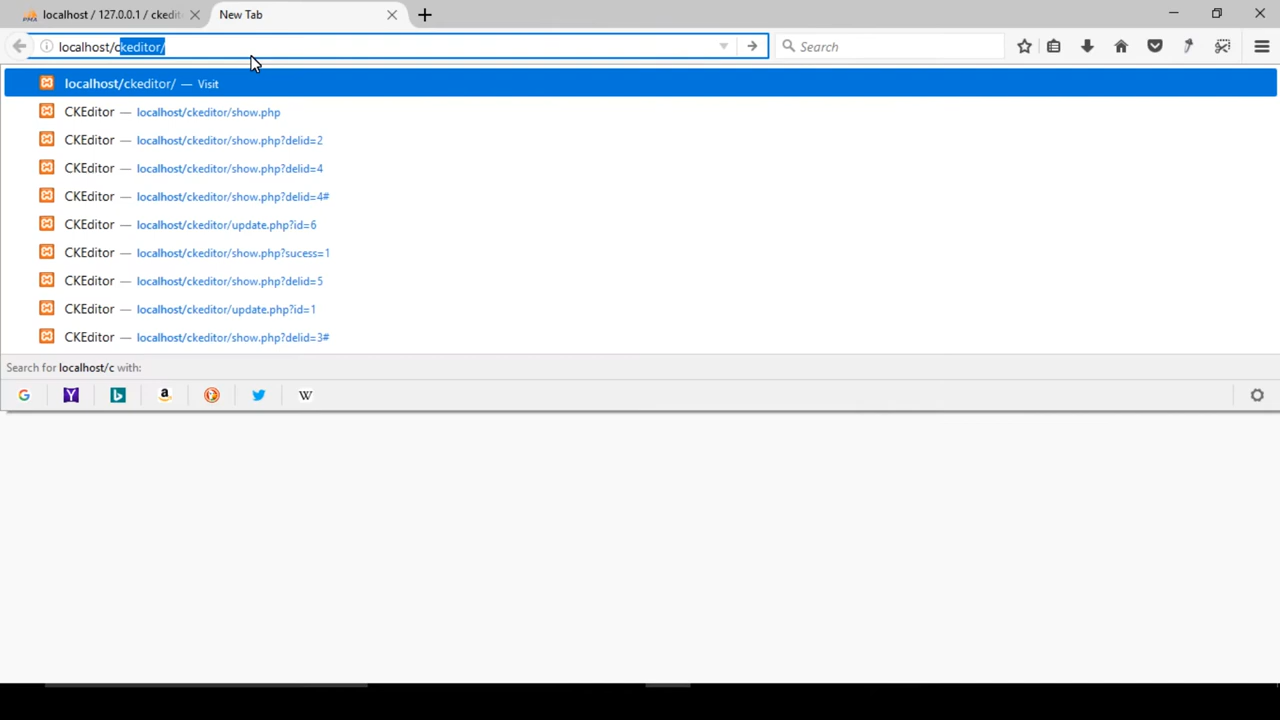 localhost / 127.0.0.1 / ckedit
New Tab
localhost/ckeditor/
Search
localhost/ckeditor/ — Visit
CKEditor — localhost/ckeditor/show.php
CKEditor — localhost/ckeditor/show.php?delid=2
CKEditor — localhost/ckeditor/show.php?delid=4
CKEditor — localhost/ckeditor/show.php?delid=4#
CKEditor — localhost/ckeditor/update.php?id=6
CKEditor — localhost/ckeditor/show.php?sucess=1
CKEditor — localhost/ckeditor/show.php?delid=5
CKEditor — localhost/ckeditor/update.php?id=1
CKEditor — localhost/ckeditor/show.php?delid=3#
Search for localhost/c with: